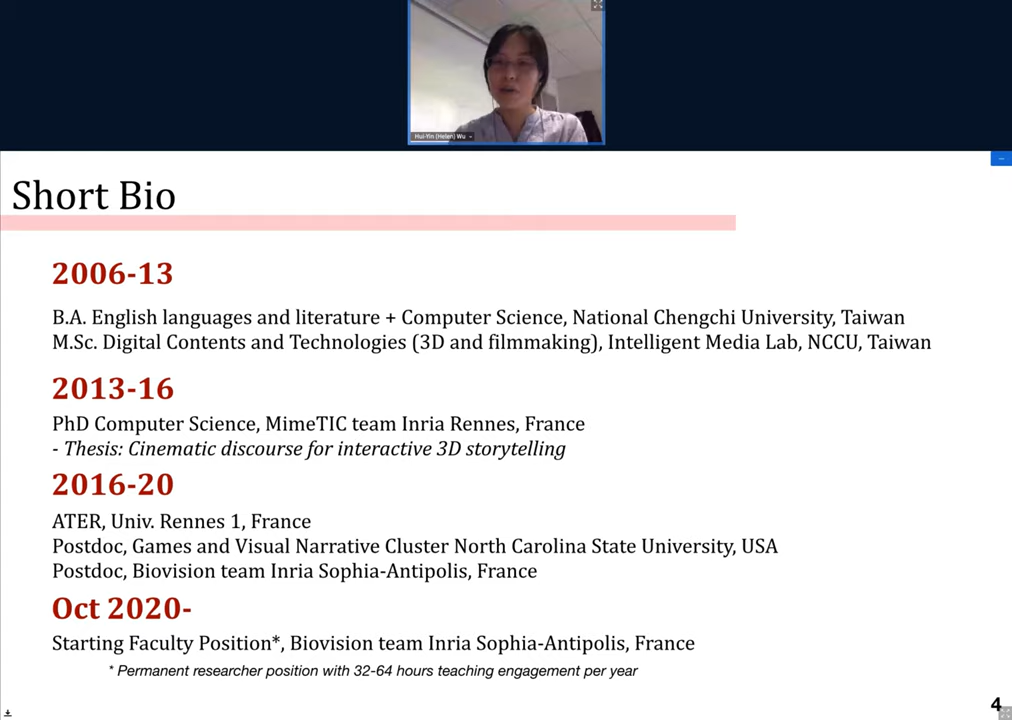 Hui-Yin (Helen) Wu
Short Bio
2006-13
B.A. English languages and literature + Computer Science, National Chengchi University, Taiwan
M.Sc. Digital Contents and Technologies (3D and filmmaking), Intelligent Media Lab, NCCU, Taiwan
2013-16
PhD Computer Science, MimeTIC team Inria Rennes, France
- Thesis: Cinematic discourse for interactive 3D storytelling
2016-20
ATER, Univ. Rennes 1, France
Postdoc, Games and Visual Narrative Cluster North Carolina State University, USA
Postdoc, Biovision team Inria Sophia-Antipolis, France
Oct 2020-
Starting Faculty Position*, Biovision team Inria Sophia-Antipolis, France
* Permanent researcher position with 32-64 hours teaching engagement per year
4